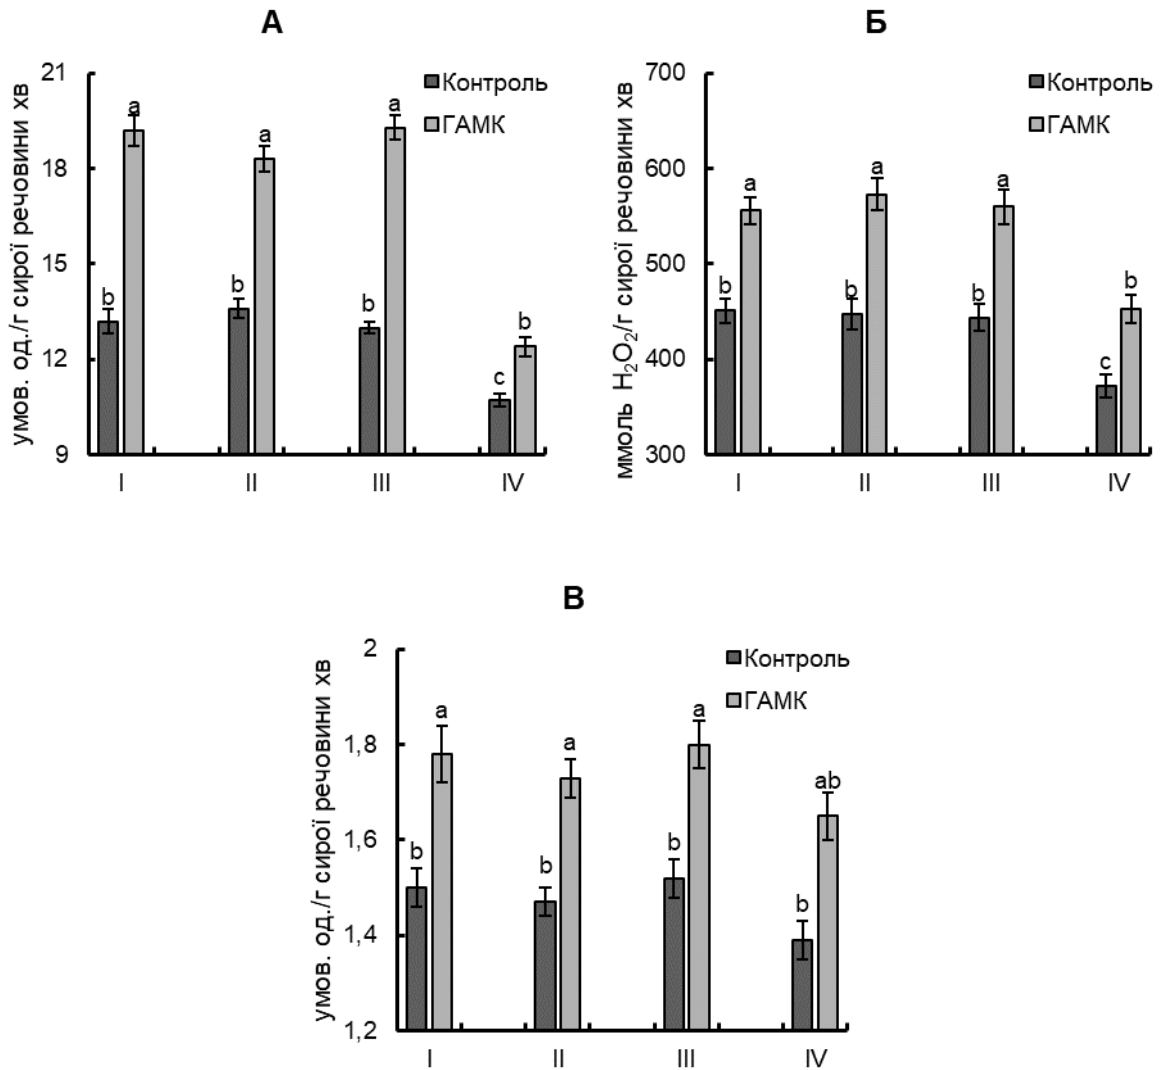 А
умов. од./г сирої речовини хв
21
18
15
12
9
Контроль
ГАМК
a
a
a
b
b
b
b
c
I
II
III
IV
Б
ммоль H₂O₂/г сирої речовини хв
700
600
500
400
300
Контроль
ГАМК
a
a
a
b
b
b
b
c
I
II
III
IV
В
умов. од./г сирої речовини хв
2
1,8
1,6
1,4
1,2
Контроль
ГАМК
a
a
a
ab
b
b
b
b
I
II
III
IV